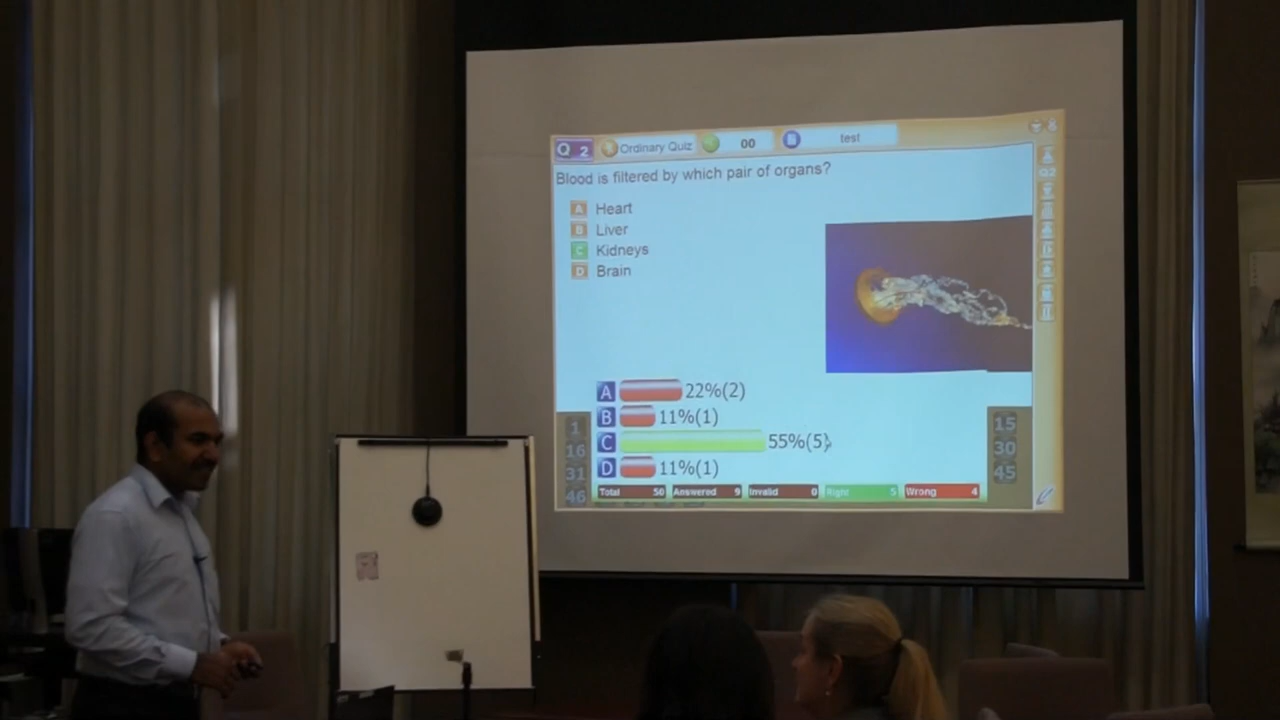 Q 2 Ordinary Quiz 00 test
Blood is filtered by which pair of organs?
A Heart
B Liver
C Kidneys
D Brain
Q2
A 22%(2)
B 11%(1)
C 55%(5)
D 11%(1)
1
16
31
46
15
30
45
Total 50 Answered 9 Invalid 0 Right 5 Wrong 4